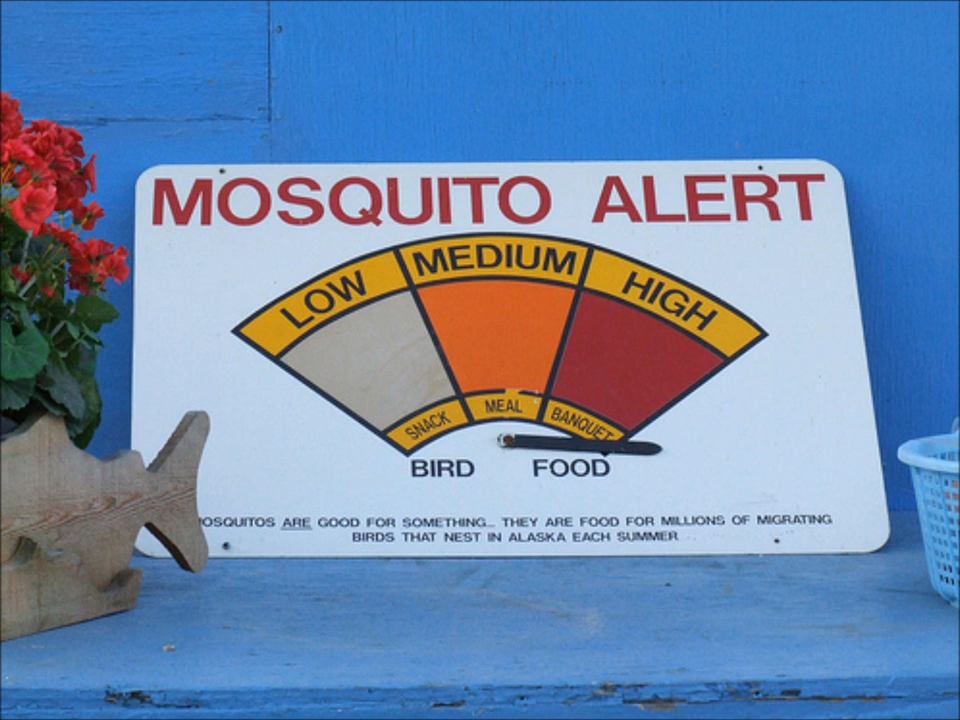 MOSQUITO ALERT
LOW MEDIUM HIGH
SNACK MEAL BANQUET
BIRD FOOD
MOSQUITOS ARE GOOD FOR SOMETHING... THEY ARE FOOD FOR MILLIONS OF MIGRATING
BIRDS THAT NEST IN ALASKA EACH SUMMER